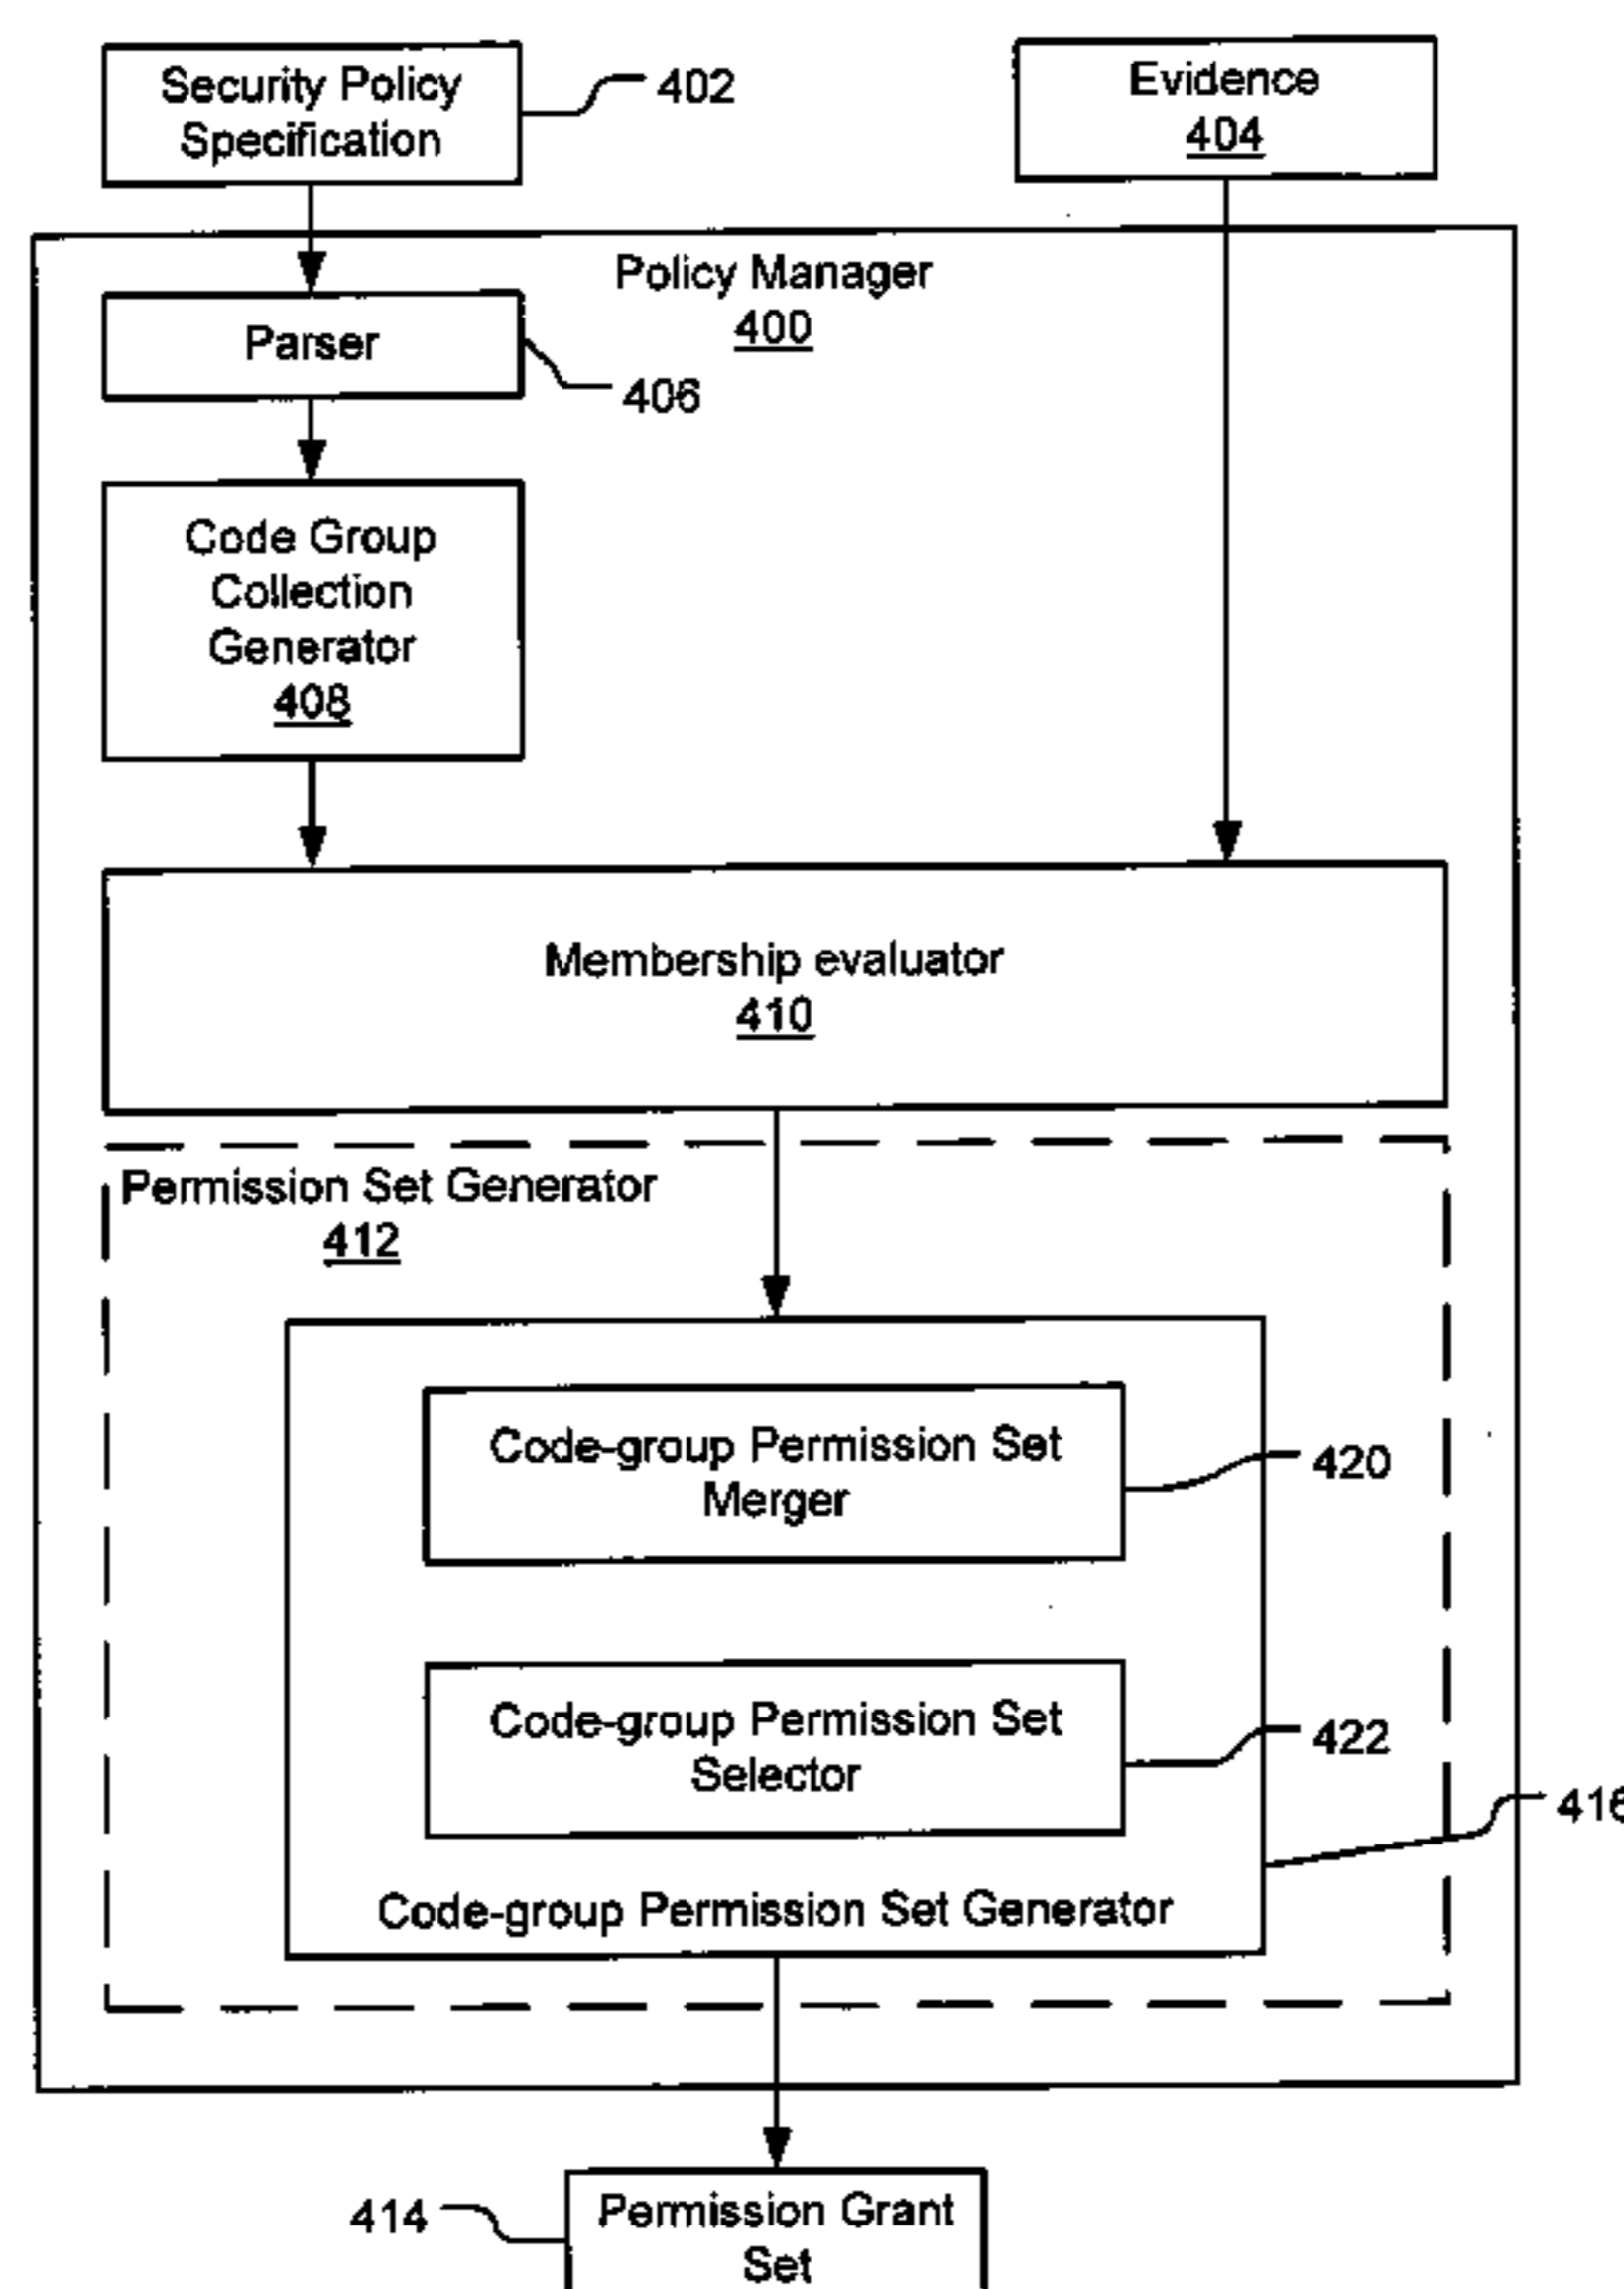 Security Policy
Specification
402
Evidence
404
Policy Manager
400
Parser
406
Code Group
Collection
Generator
408
Membership evaluator
410
Permission Set Generator
412
Code-group Permission Set
Merger
420
Code-group Permission Set
Selector
422
416
Code-group Permission Set Generator
414
Permission Grant
Set